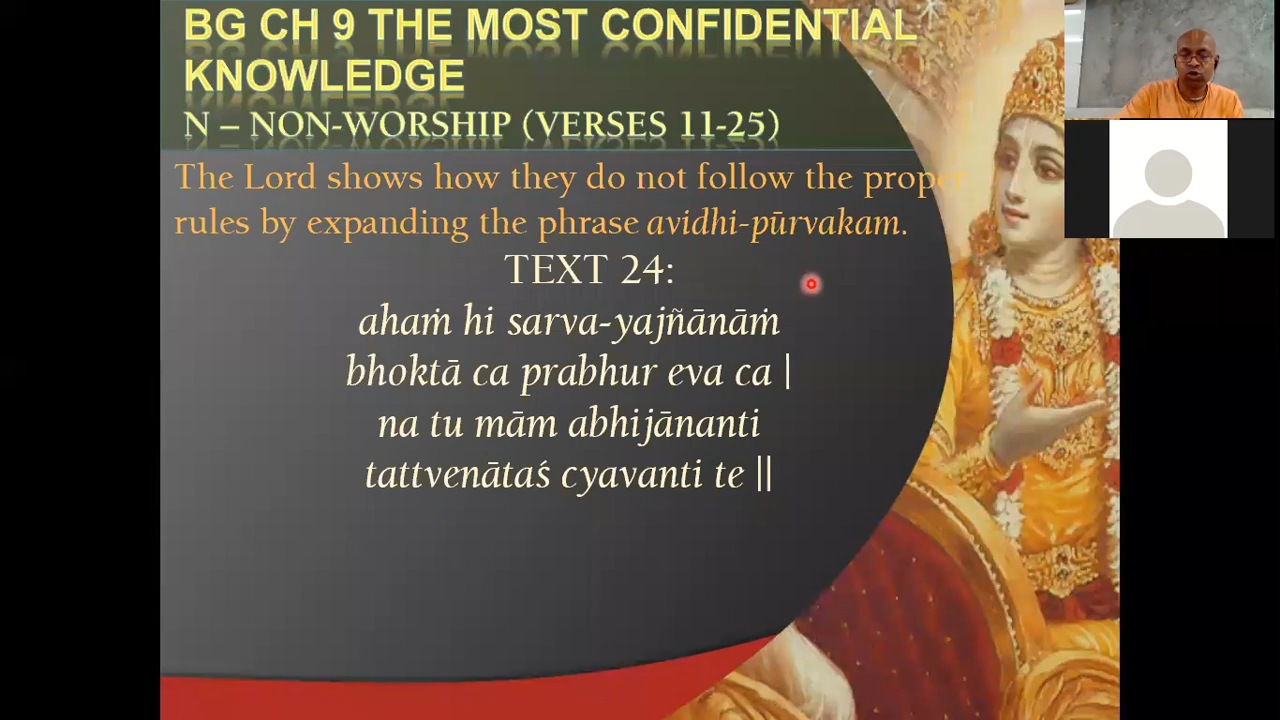 BG CH 9 THE MOST CONFIDENTIAL
KNOWLEDGE
N – NON-WORSHIP (VERSES 11-25)
The Lord shows how they do not follow the proper
rules by expanding the phrase avidhi-pūrvakam.
TEXT 24:
ahaṁ hi sarva-yajñānāṁ
bhoktā ca prabhur eva ca |
na tu mām abhijānanti
tattvenātaś cyavanti te ||